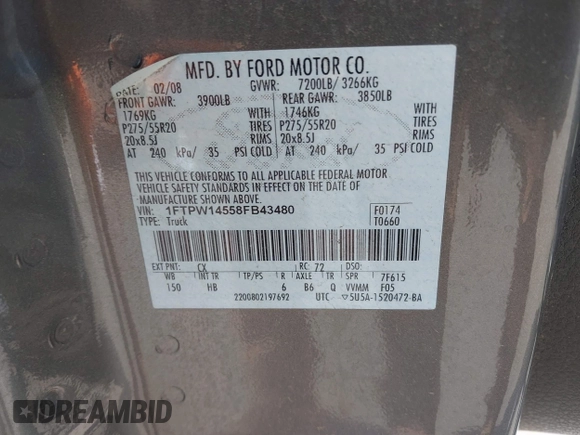 MFD. BY FORD MOTOR CO.
DATE: 02/08 GVWR: 7200LB/ 3266KG
FRONT GAWR: 3900LB REAR GAWR: 3850LB
1769KG WITH 1746KG WITH
P275/55R20 TIRES P275/55R20 TIRES
20x8.5J RIMS 20x8.5J RIMS
AT 240 kPa/ 35 PSI COLD AT 240 kPa/ 35 PSI COLD
THIS VEHICLE CONFORMS TO ALL APPLICABLE FEDERAL MOTOR
VEHICLE SAFETY STANDARDS IN EFFECT ON THE DATE OF
MANUFACTURE SHOWN ABOVE.
VIN: 1FTPW14558FB43480 F0174
TYPE: Truck T0660
EXT PNT: CX RC: 72 DSO:
WB INT TR TP/PS R AXLE TR SPR 7F615
150 HB 6 B6 Q VVMM F05
220GB02197692 UTC ▽5U5A-1520472-BA
DREAMBID